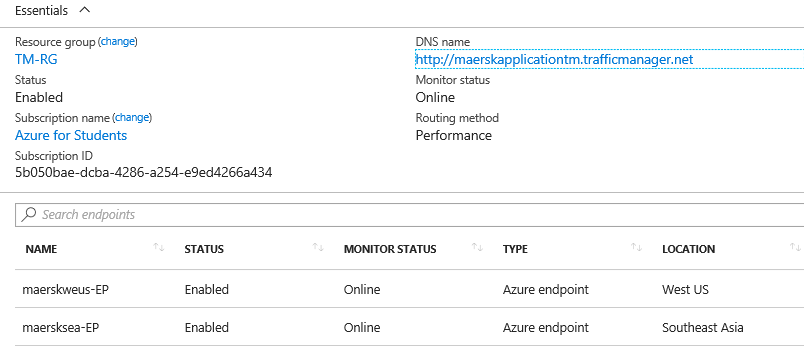 Essentials
Resource group (change)
TM-RG
Status
Enabled
Subscription name (change)
Azure for Students
Subscription ID
5b050bae-dcba-4286-a254-e9ed4266a434
DNS name
http://maerskapplicationtm.trafficmanager.net
Monitor status
Online
Routing method
Performance
Search endpoints
NAME STATUS MONITOR STATUS TYPE LOCATION
maerskweus-EP Enabled Online Azure endpoint West US
maersksea-EP Enabled Online Azure endpoint Southeast Asia